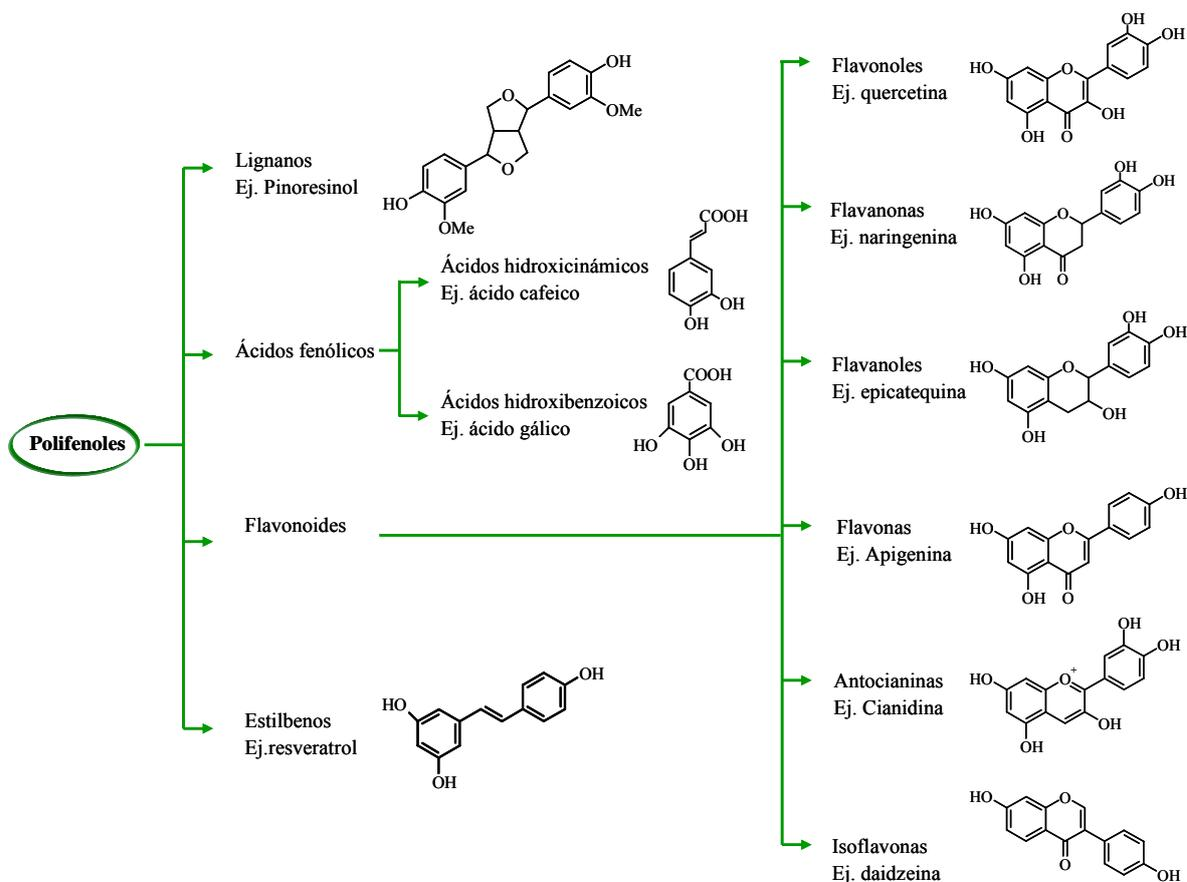 Polifenoles
Lignanos
Ej. Pinoresinol
O
OH
OMe
O
HO
OMe
Ácidos fenólicos
Ácidos hidroxicinámicos
Ej. ácido cafeico
COOH
OH
OH
Ácidos hidroxibenzoicos
Ej. ácido gálico
COOH
HO
OH
OH
Flavonoides
Estilbenos
Ej.resveratrol
OH
HO
OH
Flavonoles
Ej. quercetina
OH
OH
HO
O
OH
OH
O
Flavanonas
Ej. naringenina
OH
OH
HO
O
OH
O
Flavanoles
Ej. epicatequina
OH
OH
HO
O
OH
OH
Flavonas
Ej. Apigenina
OH
HO
O
OH
O
Antocianinas
Ej. Cianidina
OH
OH
HO
O+
OH
OH
Isoflavonas
Ej. daidzeina
HO
O
O
OH